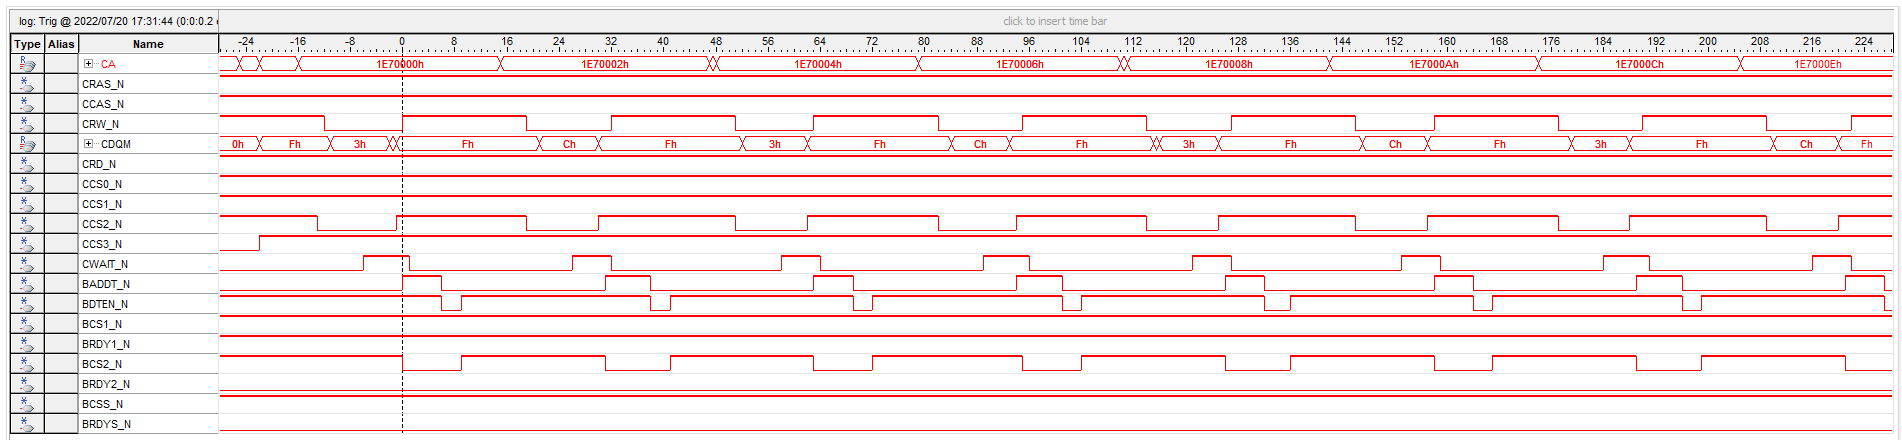 log: Trig @ 2022/07/20 17:31:44 (0:0:0.2 click to insert time bar
Type Alias Name -24 -16 -8 0 8 16 24 32 40 48 56 64 72 80 88 96 104 112 120 128 136 144 152 160 168 176 184 192 200 208 216 224
CA 1E70000h 1E70002h 1E70004h 1E70006h 1E70008h 1E7000Ah 1E7000Ch 1E7000Eh
CRAS_N
CCAS_N
CRW_N
CDQM 0h Fh 3h Fh Ch Fh 3h Fh Ch Fh 3h Fh Ch Fh 3h Fh Ch Fh
CRD_N
CCS0_N
CCS1_N
CCS2_N
CCS3_N
CWAIT_N
BADDT_N
BDTEN_N
BCS1_N
BRDY1_N
BCS2_N
BRDY2_N
BCSS_N
BRDYS_N